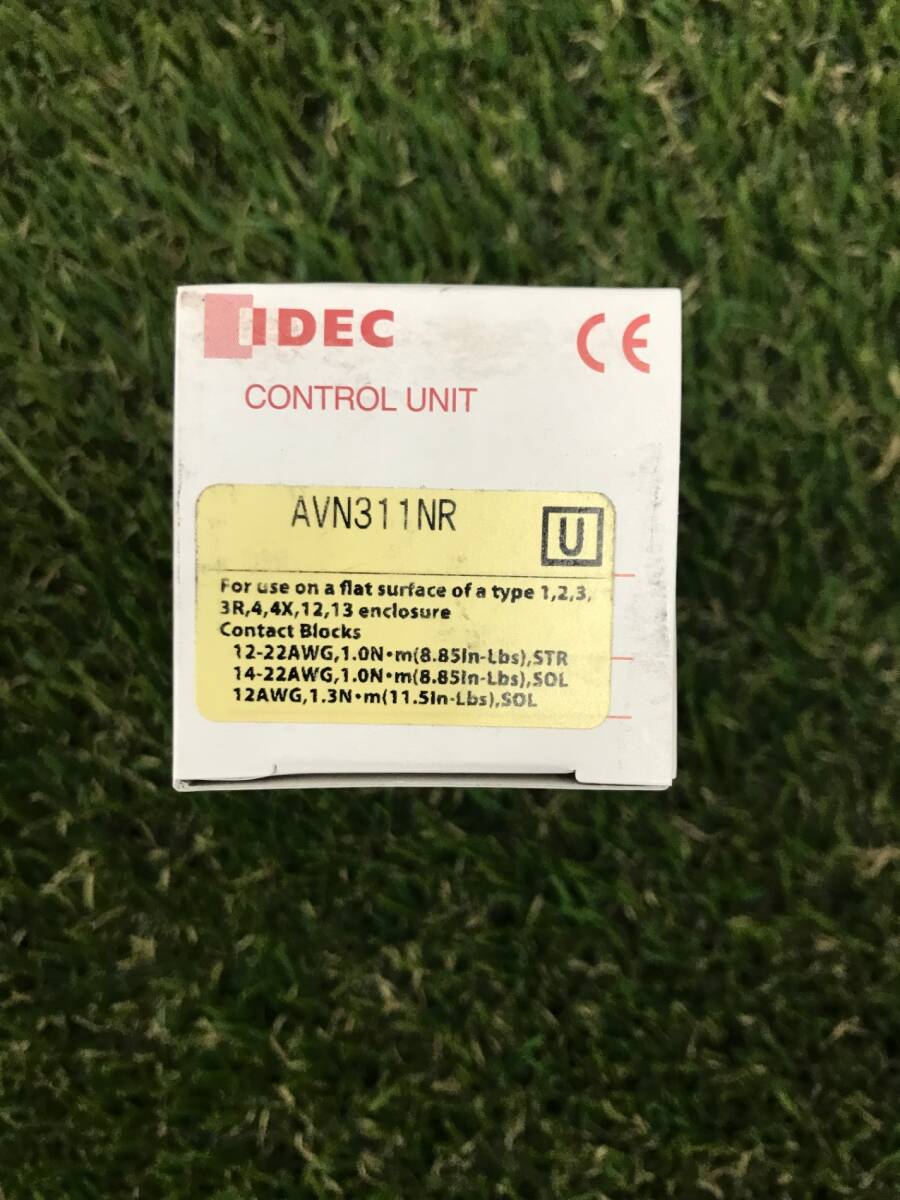 IDEC
CE
CONTROL UNIT
AVN311NR
U
For use on a flat surface of a type 1,2,3,
3R,4,4X,12,13 enclosure
Contact Blocks
12-22AWG,1.0N·m(8.85In-Lbs),STR
14-22AWG,1.0N·m(8.85In-Lbs),SOL
12AWG,1.3N·m(11.5In-Lbs),SOL